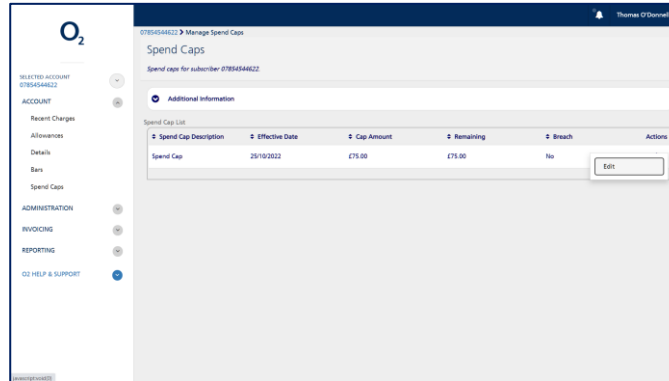 O2
SELECTED ACCOUNT
07854544622
ACCOUNT
Recent Charges
Allowances
Details
Bars
Spend Caps
ADMINISTRATION
INVOICING
REPORTING
O2 HELP & SUPPORT
Thomas O'Donnell
07854544622 > Manage Spend Caps
Spend Caps
Spend caps for subscriber 07854544622.
Additional Information
Spend Cap List
Spend Cap Description Effective Date Cap Amount Remaining Breach Actions
Spend Cap 25/10/2022 £75.00 £75.00 No
Edit